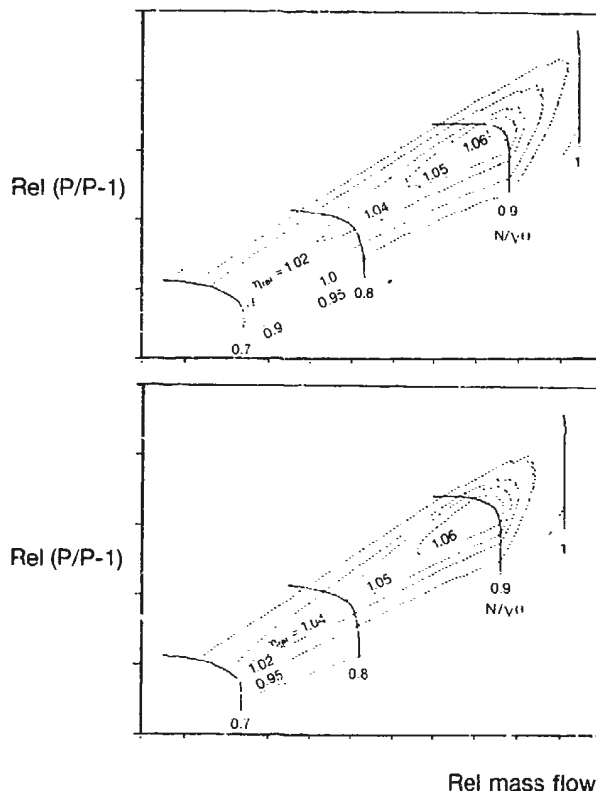 Rel (P/P-1)
1.06
1.05
1.04
1
0.9
N/√Θ
ηrel = 1.02
1.0
0.95
0.8
0.9
0.7
Rel (P/P-1)
1.06
1.05
1
0.9
N/√Θ
ηrel = 1.04
1.02
0.95
0.8
0.7
Rel mass flow